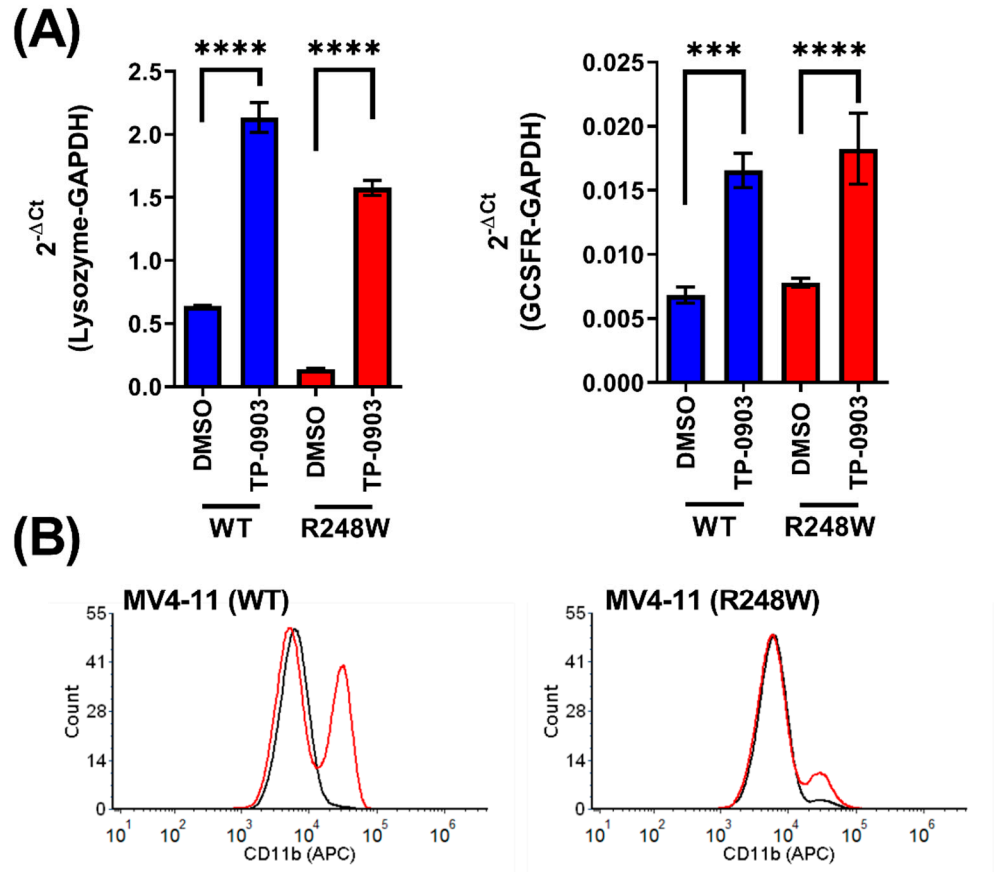 (A)
**** ****
2.5
2.0
1.5
1.0
0.5
0.0
2-ΔCt
(Lysozyme-GAPDH)
DMSO
TP-0903
DMSO
TP-0903
WT R248W
*** ****
0.025
0.020
0.015
0.010
0.005
0.000
2-ΔCt
(GCSFR-GAPDH)
DMSO
TP-0903
DMSO
TP-0903
WT R248W
(B)
MV4-11 (WT)
55
41
28
14
0
Count
10^1 10^2 10^3 10^4 10^5 10^6
CD11b (APC)
MV4-11 (R248W)
55
41
28
14
0
Count
10^1 10^2 10^3 10^4 10^5 10^6
CD11b (APC)